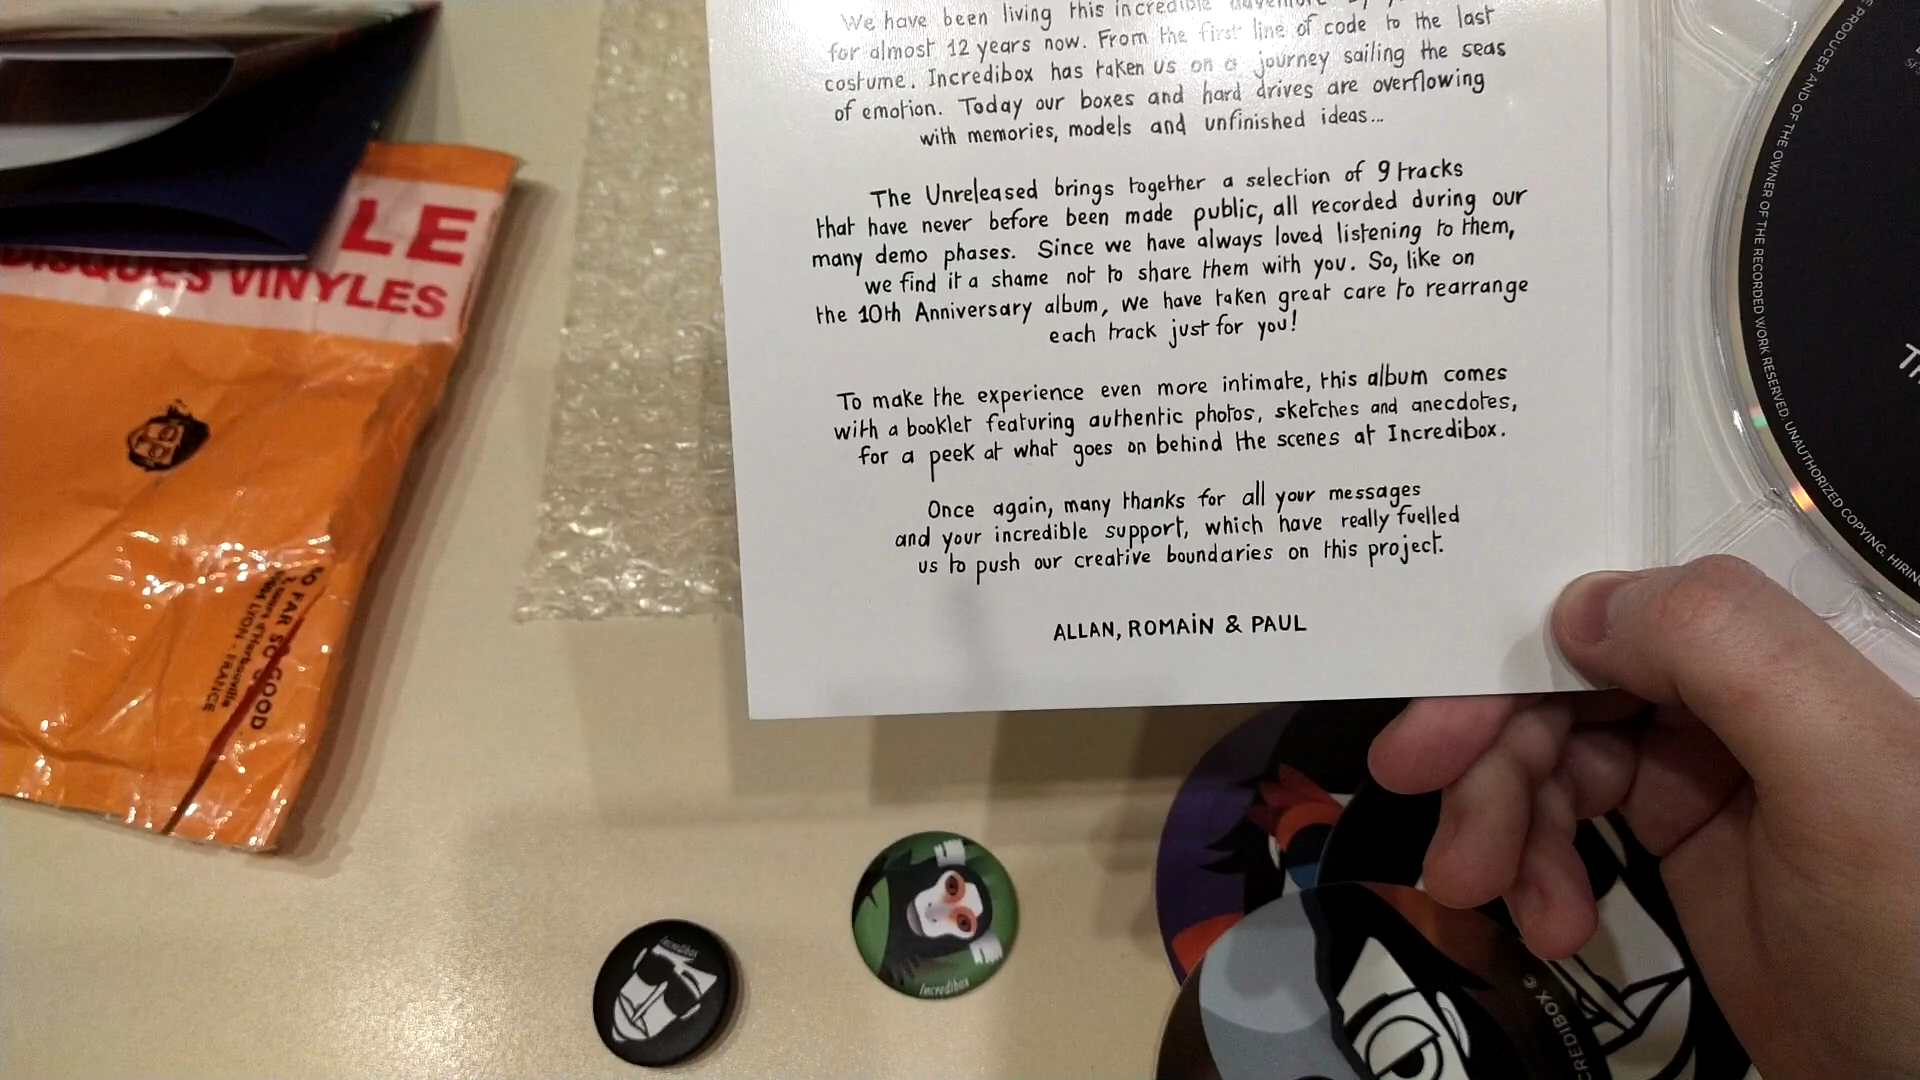 We have been living this incredible
for almost 12 years now. From the first line of code to the last
costume. Incredibox has taken us on a journey sailing the seas
of emotion. Today our boxes and hard drives are overflowing
with memories, models and unfinished ideas...
The Unreleased brings together a selection of 9 tracks
that have never before been made public, all recorded during our
many demo phases. Since we have always loved listening to them,
we find it a shame not to share them with you. So, like on
the 10th Anniversary album, we have taken great care to rearrange
each track just for you!
To make the experience even more intimate, this album comes
with a booklet featuring authentic photos, sketches and anecdotes,
for a peek at what goes on behind the scenes at Incredibox.
Once again, many thanks for all your messages
and your incredible support, which have really fuelled
us to push our creative boundaries on this project.
ALLAN, ROMAIN & PAUL
LE
DISQUES VINYLES
SO FAR SO GOOD
LYON - FRANCE
PRODUCER AND OF THE OWNER OF THE RECORDED WORK RESERVED. UNAUTHORIZED COPYING, HIRING
Incredibox
Incredibox
CREDIBOX ©